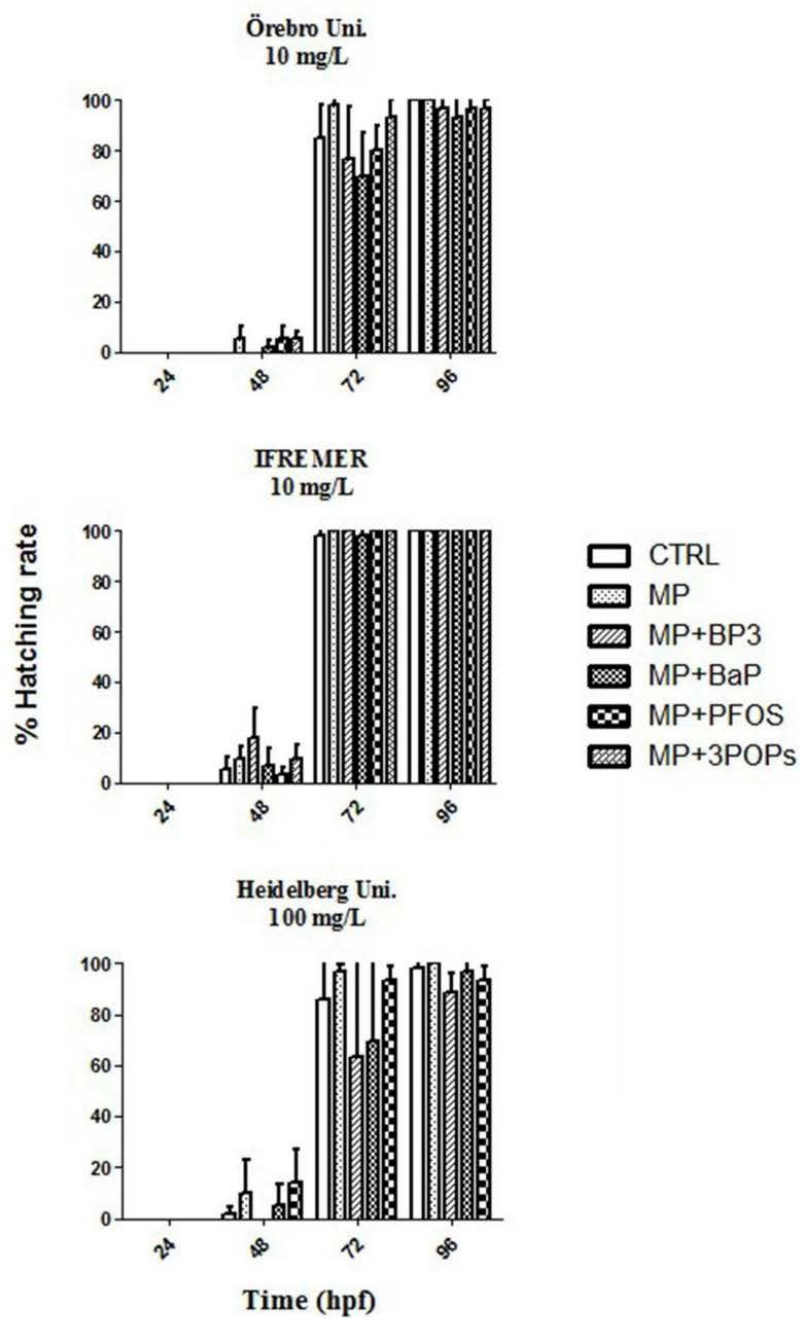 Örebro Uni.
10 mg/L
100
80
60
40
20
0
24
48
72
96
IFREMER
10 mg/L
100
80
60
40
20
0
24
48
72
96
% Hatching rate
CTRL
MP
MP+BP3
MP+BaP
MP+PFOS
MP+3POPs
Heidelberg Uni.
100 mg/L
100
80
60
40
20
0
24
48
72
96
Time (hpf)